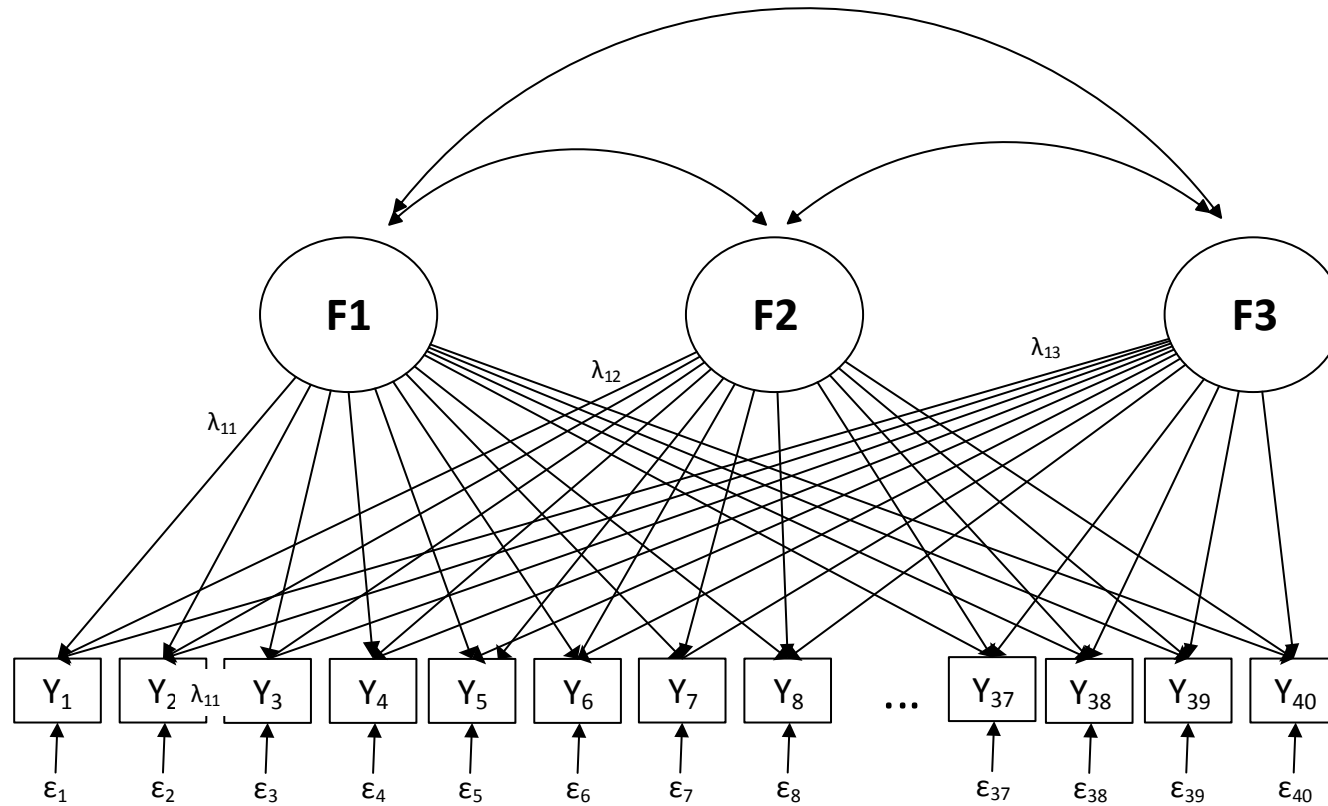 F1 F2 F3
λ₁₃
λ₁₂
λ₁₁
Y₁ Y₂ λ₁₁ Y₃ Y₄ Y₅ Y₆ Y₇ Y₈ ... Y₃₇ Y₃₈ Y₃₉ Y₄₀
ε₁ ε₂ ε₃ ε₄ ε₅ ε₆ ε₇ ε₈ ε₃₇ ε₃₈ ε₃₉ ε₄₀